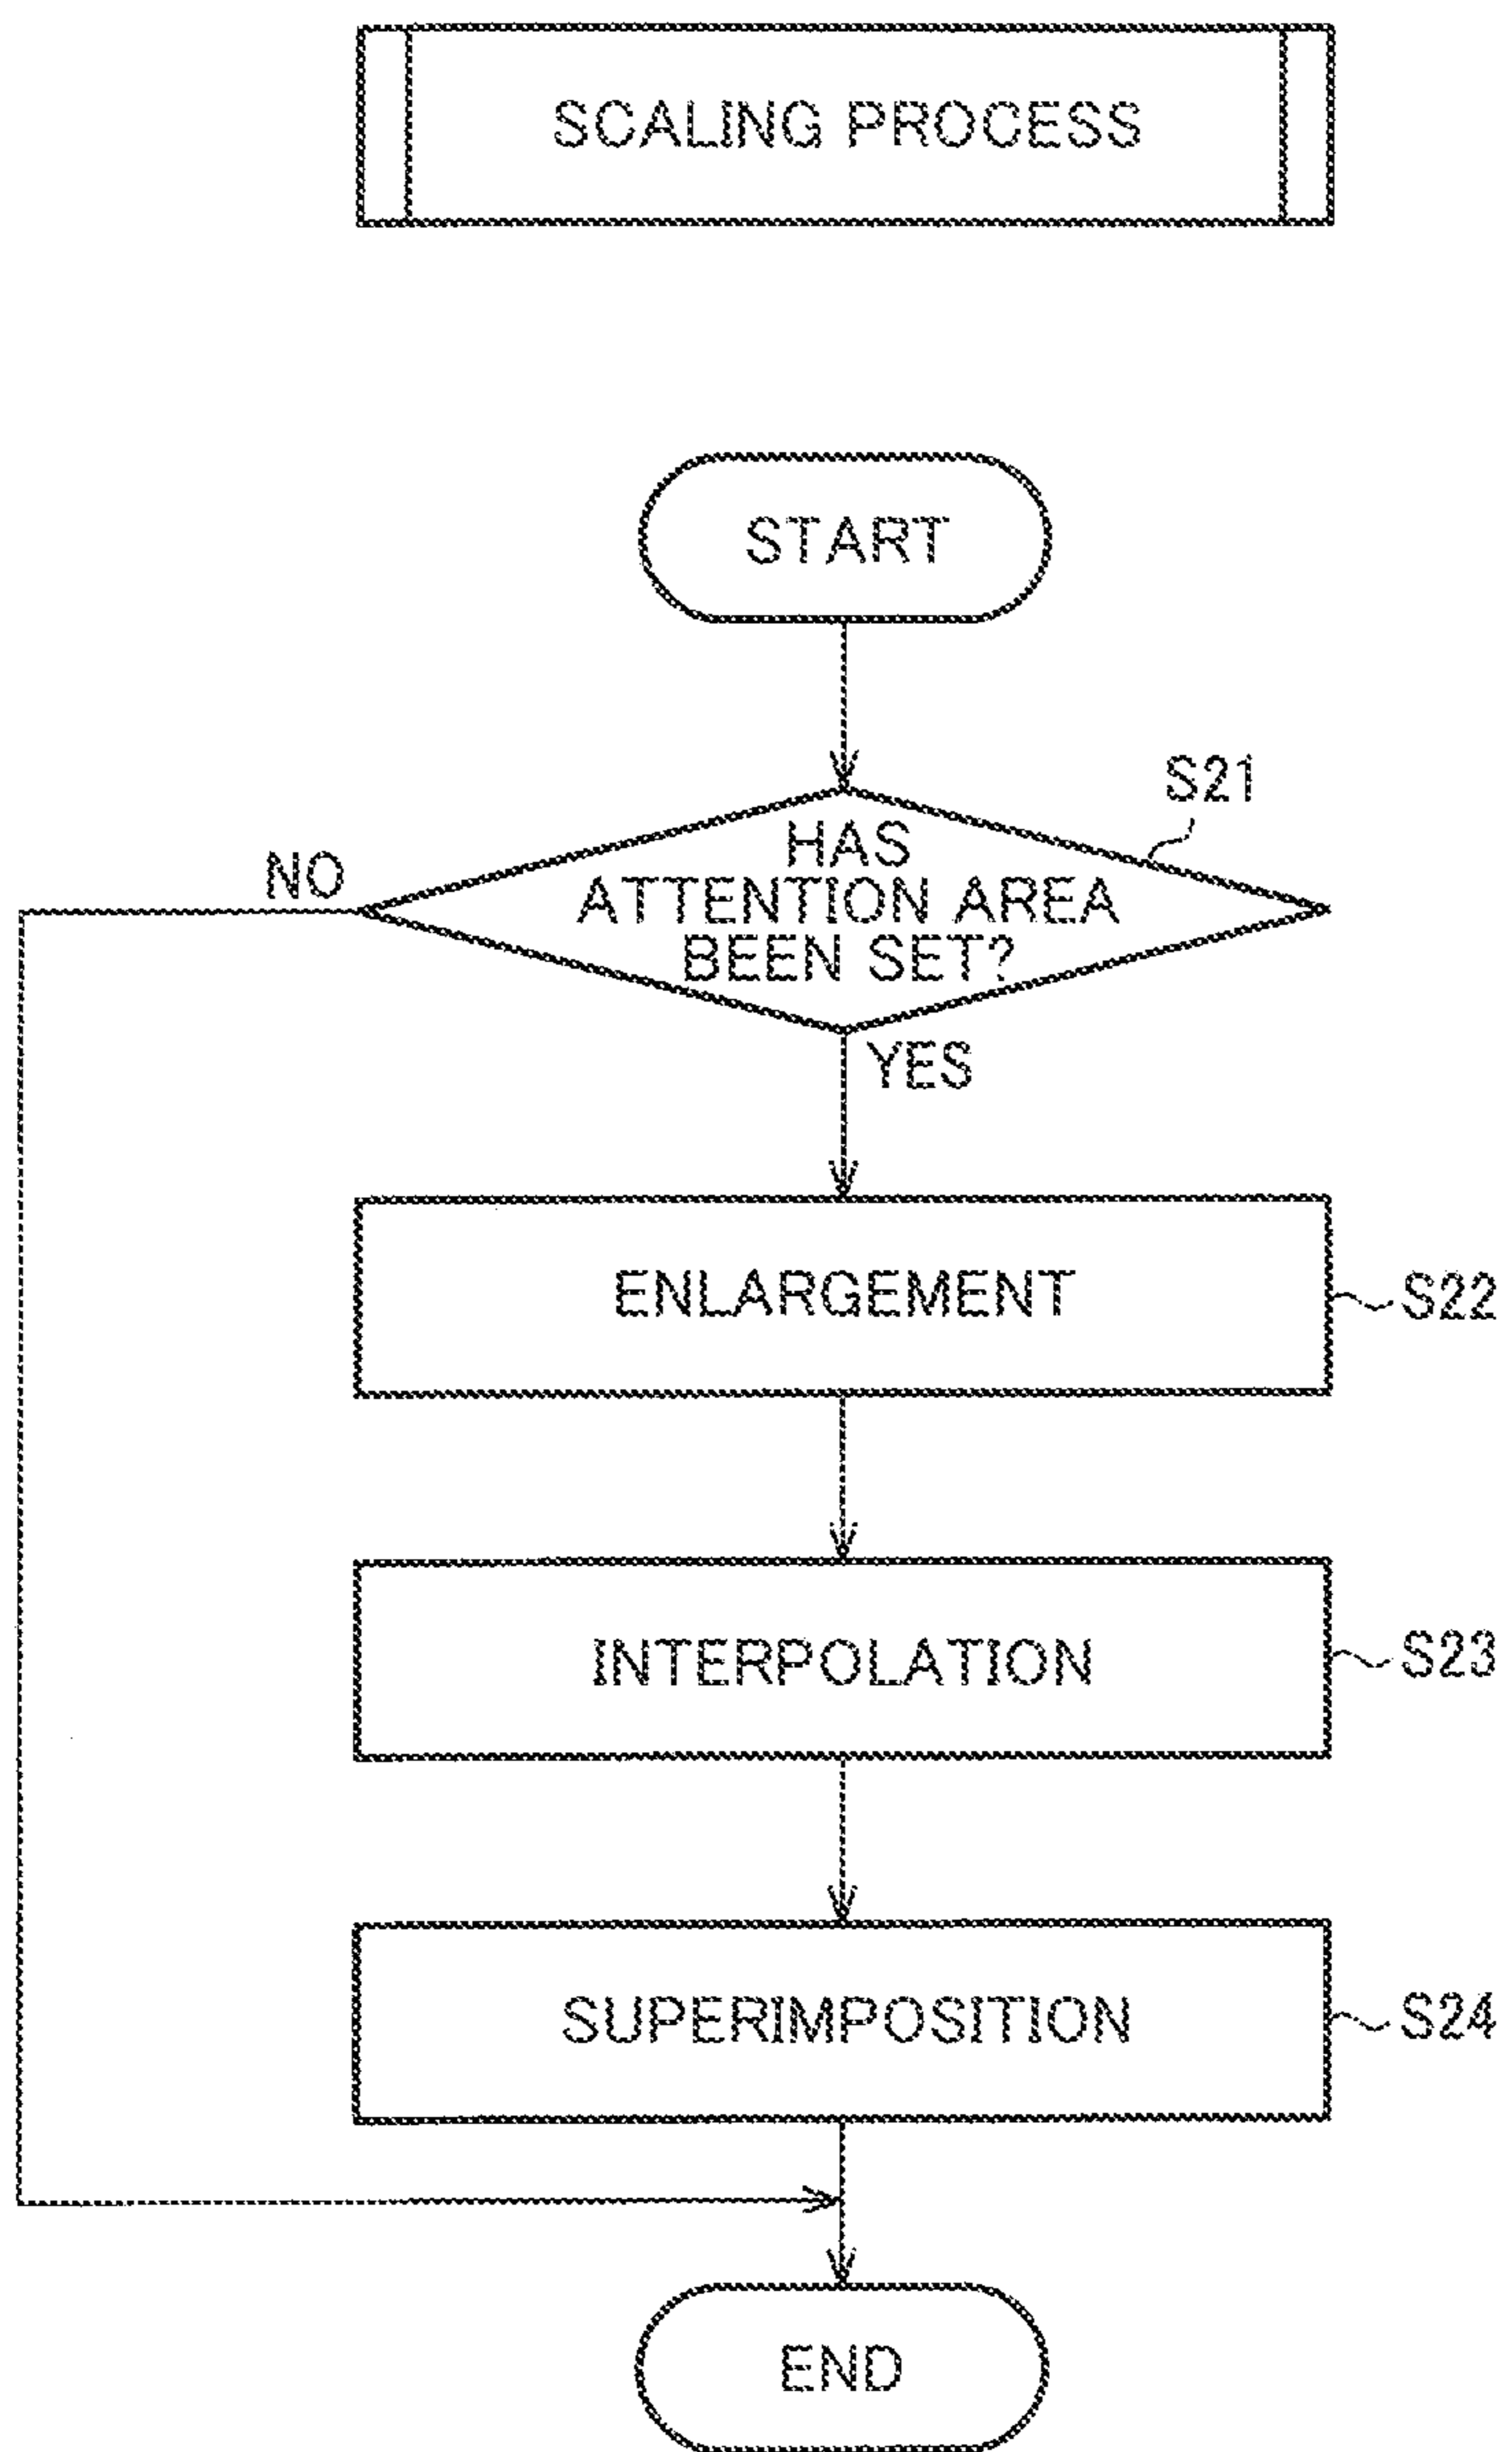 SCALING PROCESS
START
S21
NO
HAS
ATTENTION AREA
BEEN SET?
YES
ENLARGEMENT
S22
INTERPOLATION
S23
SUPERIMPOSITION
S24
END